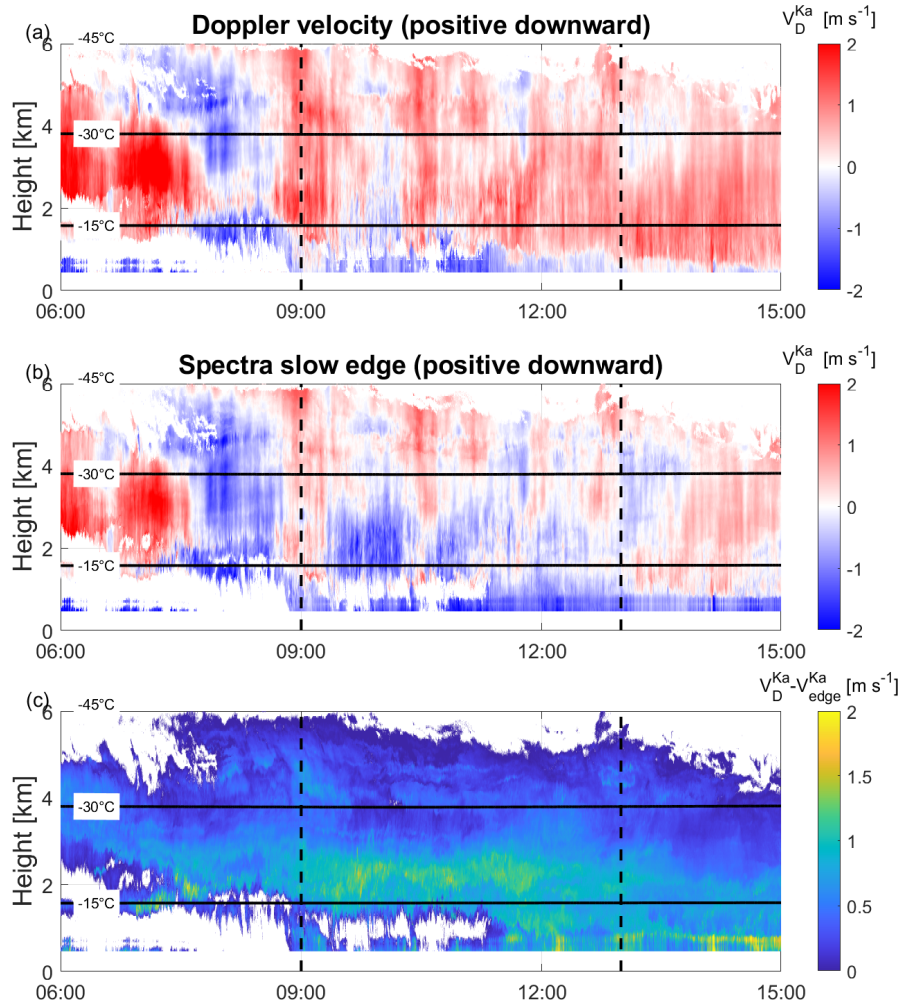 (a) Doppler velocity (positive downward) V_D^Ka [m s⁻¹]
-45°C
-30°C
-15°C
Height [km]
6
4
2
0
06:00 09:00 12:00 15:00
2
1
0
-1
-2
(b) Spectra slow edge (positive downward) V_D^Ka [m s⁻¹]
-45°C
-30°C
-15°C
Height [km]
6
4
2
0
06:00 09:00 12:00 15:00
2
1
0
-1
-2
(c) V_D^Ka-V_edge^Ka [m s⁻¹]
-45°C
-30°C
-15°C
Height [km]
6
4
2
0
06:00 09:00 12:00 15:00
2
1.5
1
0.5
0